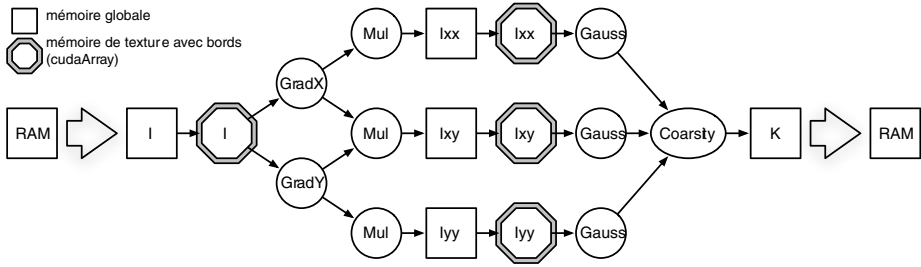 mémoire globale
mémoire de texture avec bords
(cudaArray)
Mul Ixx Ixx Gauss
GradX
RAM I I Mul Ixy Ixy Gauss Coarsity K RAM
GradY
Mul Iyy Iyy Gauss